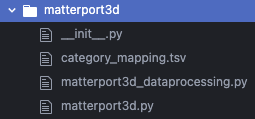 matterport3d
__init__.py
category_mapping.tsv
matterport3d_dataprocessing.py
matterport3d.py